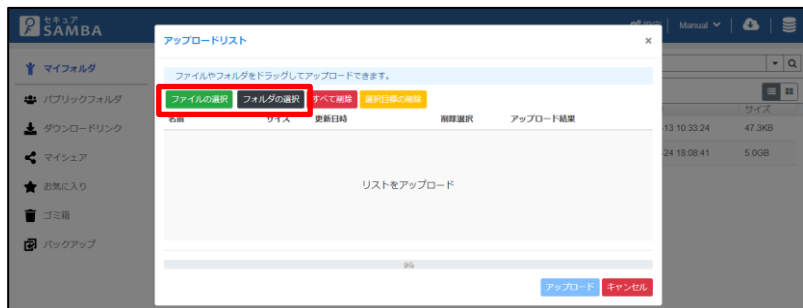 セキュア
SAMBA
Manual
アップロードリスト
×
マイフォルダ
ファイルやフォルダをドラッグしてアップロードできます。
パブリックフォルダ
ファイルの選択 フォルダの選択 すべて削除 選択目標の削除
名前 サイズ 更新日時 削除選択 アップロード結果
サイズ
ダウンロードリンク
-13 10:33:24 47.3KB
マイシェア
-24 18:08:41 5.0GB
お気に入り
リストをアップロード
ゴミ箱
バックアップ
アップロード キャンセル